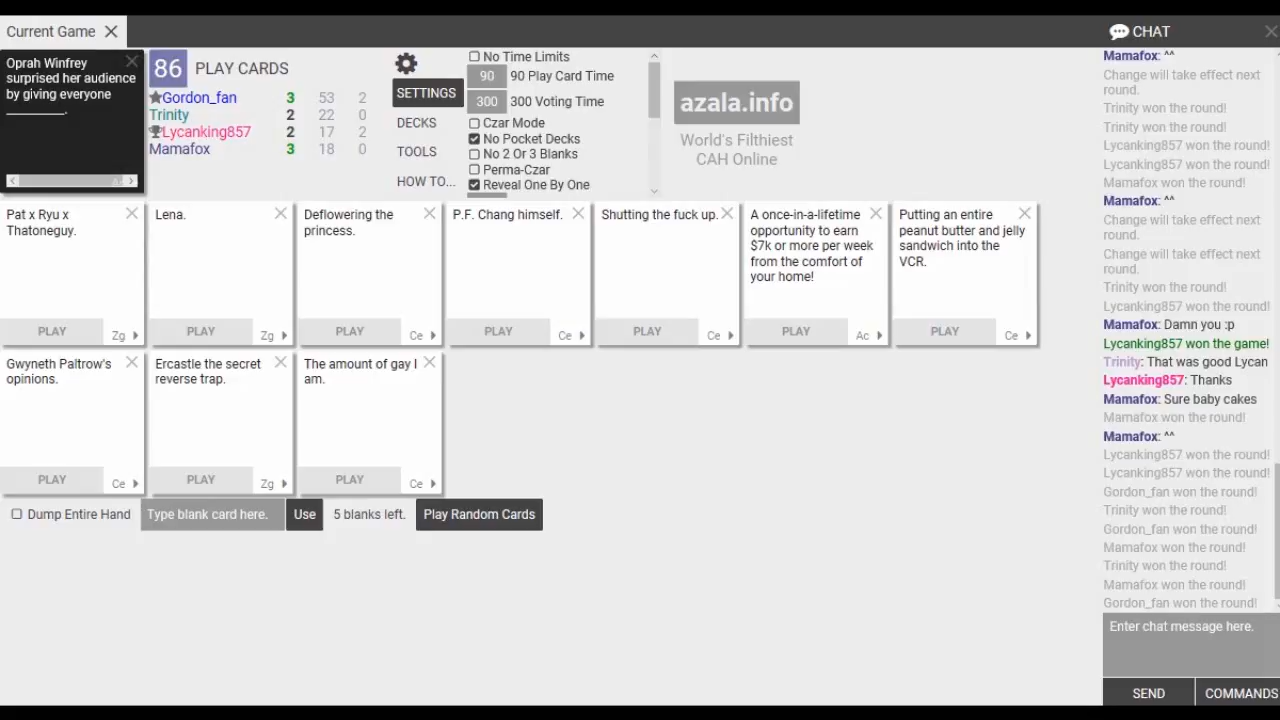 Current Game
CHAT
Oprah Winfrey
surprised her audience
by giving everyone
________.
86 PLAY CARDS
Gordon_fan 3 53 2
Trinity 2 22 0
Lycanking857 2 17 2
Mamafox 3 18 0
SETTINGS
DECKS
TOOLS
HOW TO...
No Time Limits
90 90 Play Card Time
300 300 Voting Time
Czar Mode
No Pocket Decks
No 2 Or 3 Blanks
Perma-Czar
Reveal One By One
azala.info
World's Filthiest
CAH Online
Pat x Ryu x
Thatoneguy.
PLAY Zg
Lena.
PLAY Zg
Deflowering the
princess.
PLAY Ce
P.F. Chang himself.
PLAY Ce
Shutting the fuck up.
PLAY Ce
A once-in-a-lifetime
opportunity to earn
$7k or more per week
from the comfort of
your home!
PLAY Ac
Putting an entire
peanut butter and jelly
sandwich into the
VCR.
PLAY Ce
Gwyneth Paltrow's
opinions.
PLAY Ce
Ercastle the secret
reverse trap.
PLAY Zg
The amount of gay I
am.
PLAY Ce
Dump Entire Hand
Type blank card here.
Use
5 blanks left.
Play Random Cards
Mamafox: ^^
Change will take effect next
round.
Trinity won the round!
Trinity won the round!
Lycanking857 won the round!
Lycanking857 won the round!
Mamafox won the round!
Mamafox: ^^
Change will take effect next
round.
Change will take effect next
round.
Trinity won the round!
Lycanking857 won the round!
Mamafox: Damn you :p
Lycanking857 won the game!
Trinity: That was good Lycan
Lycanking857: Thanks
Mamafox: Sure baby cakes
Mamafox won the round!
Mamafox: ^^
Lycanking857 won the round!
Lycanking857 won the round!
Gordon_fan won the round!
Trinity won the round!
Gordon_fan won the round!
Mamafox won the round!
Trinity won the round!
Mamafox won the round!
Gordon_fan won the round!
Enter chat message here.
SEND
COMMANDS